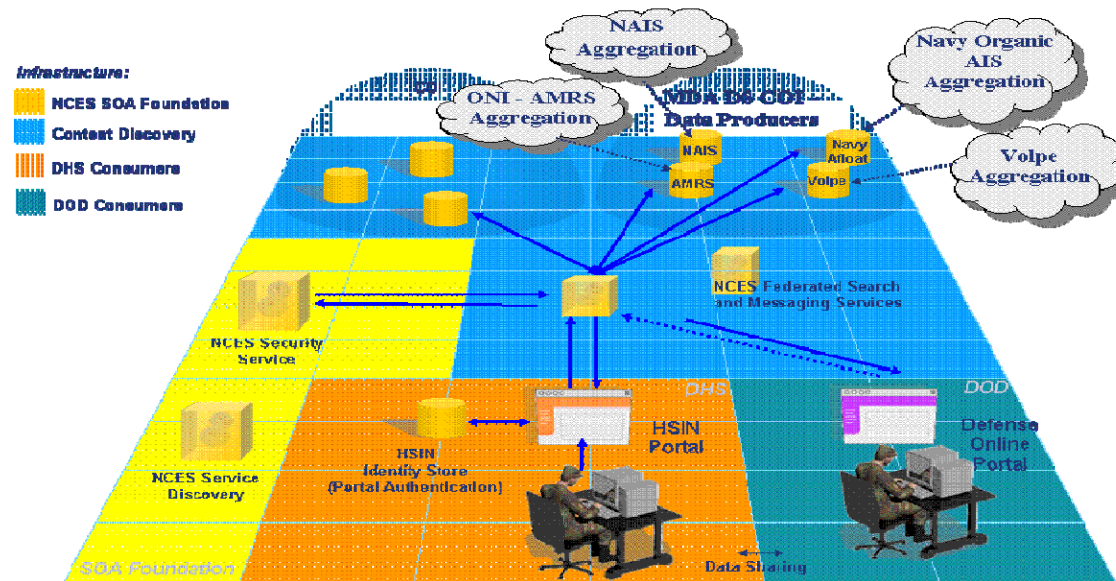 NAIS
Aggregation
Navy Organic
AIS
Aggregation
ONI - AMRS
Aggregation
Volpe
Aggregation
Infrastructure:
NCES SOA Foundation
Content Discovery
DHS Consumers
DOD Consumers
MDA DS COI -
Data Producers
NAIS
Navy
Afloat
AMRS
Volpe
NCES Federated Search
and Messaging Services
NCES Security
Service
DHS
DOD
HSIN
Portal
Defense
Online
Portal
HSIN
Identity Store
(Portal Authentication)
NCES Service
Discovery
SOA Foundation
Data Sharing